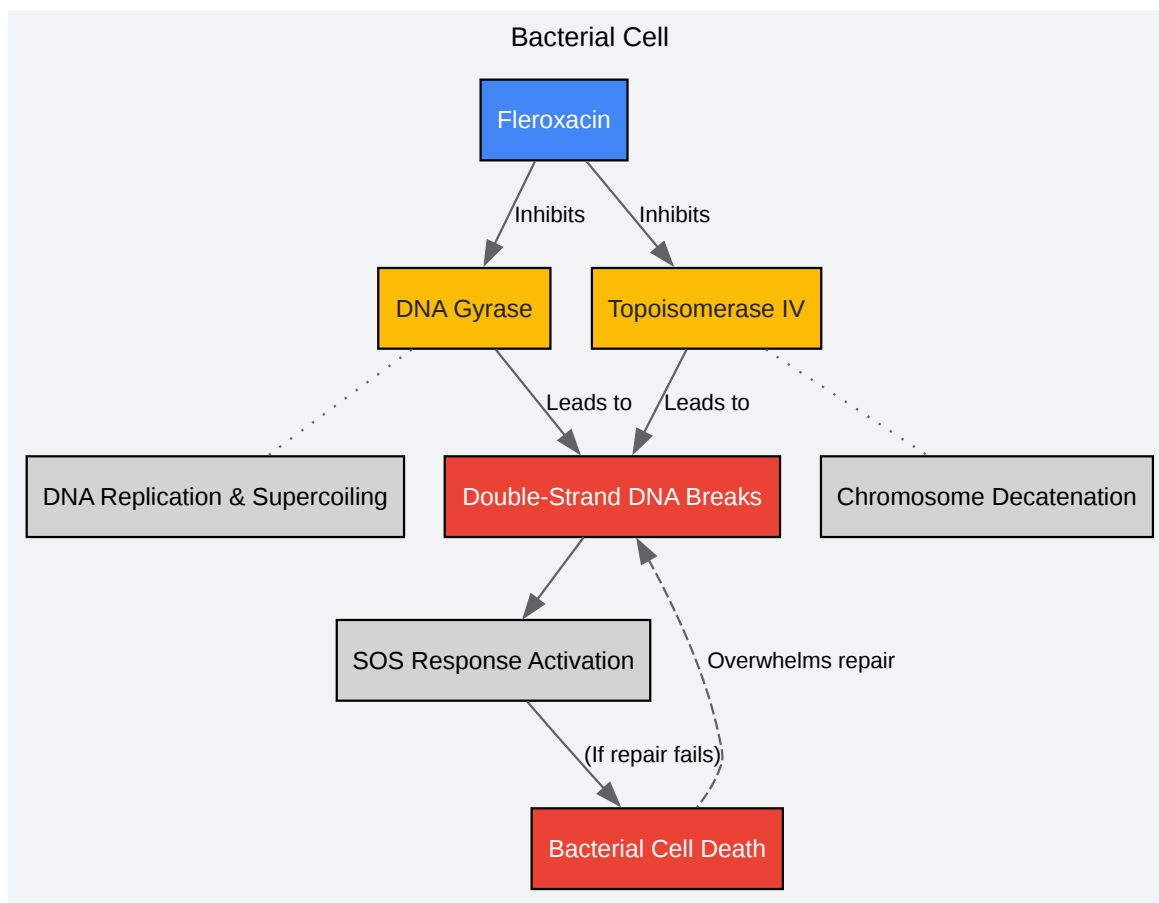 Bacterial Cell
Fleroxacin
Inhibits
Inhibits
DNA Gyrase
Topoisomerase IV
Leads to
Leads to
DNA Replication & Supercoiling
Double-Strand DNA Breaks
Chromosome Decatenation
SOS Response Activation
Overwhelms repair
(If repair fails)
Bacterial Cell Death